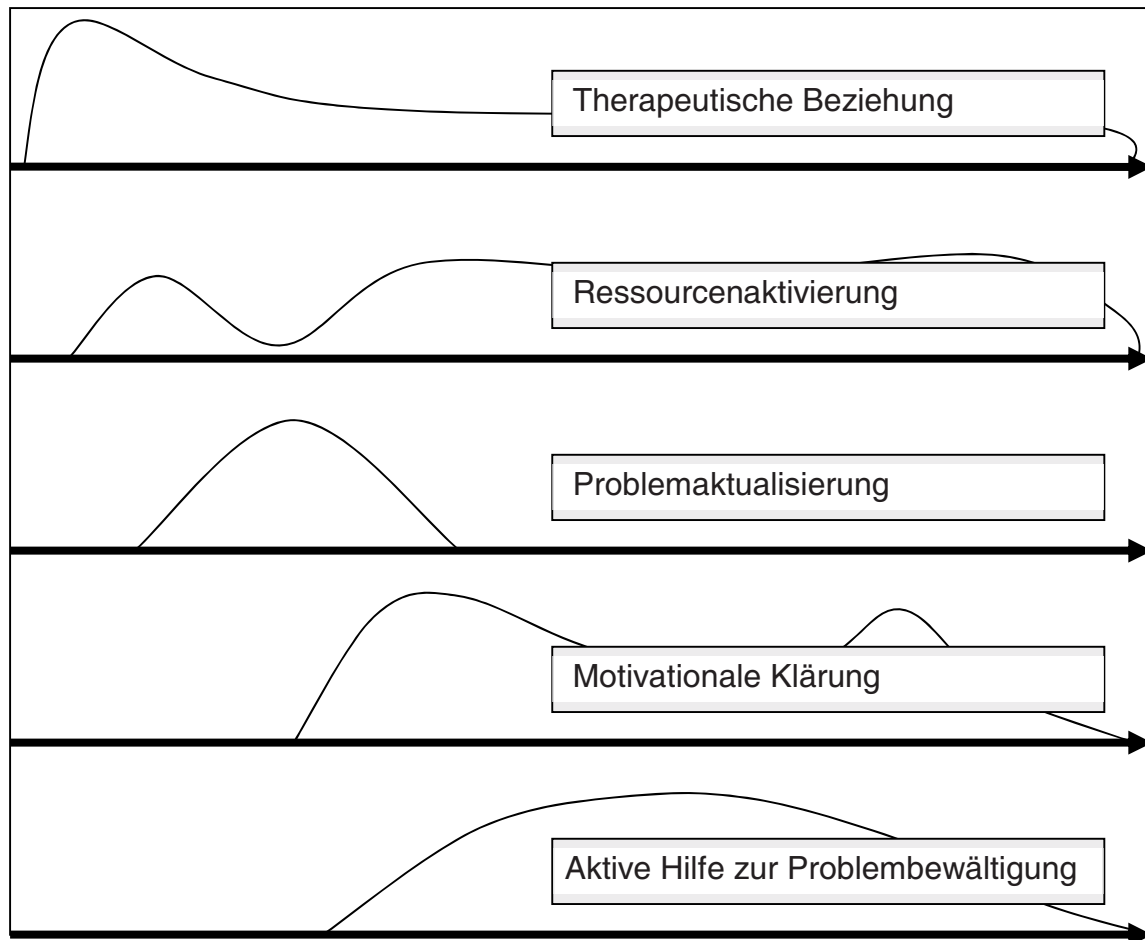 Therapeutische Beziehung
Ressourcenaktivierung
Problemaktualisierung
Motivationale Klärung
Aktive Hilfe zur Problembewältigung